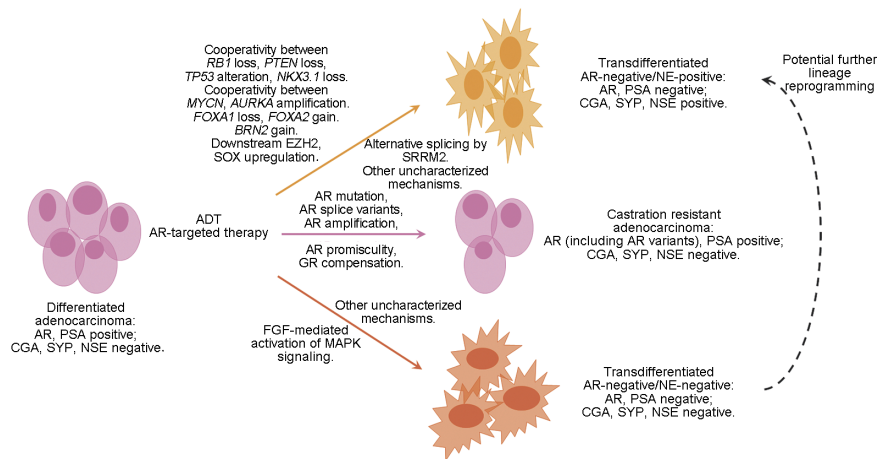 Cooperativity between
RB1 loss, PTEN loss,
TP53 alteration, NKX3.1 loss.
Cooperativity between
MYCN, AURKA amplification.
FOXA1 loss, FOXA2 gain.
BRN2 gain.
Downstream EZH2,
SOX upregulation.
Alternative splicing by
SRRM2.
Other uncharacterized
mechanisms.
Transdifferentiated
AR-negative/NE-positive:
AR, PSA negative;
CGA, SYP, NSE positive.
Potential further
lineage
reprogramming
ADT
AR-targeted therapy
AR mutation,
AR splice variants,
AR amplification,
AR promisculity,
GR compensation.
Castration resistant
adenocarcinoma:
AR (including AR variants), PSA positive;
CGA, SYP, NSE negative.
Differentiated
adenocarcinoma:
AR, PSA positive;
CGA, SYP, NSE negative.
Other uncharacterized
mechanisms.
FGF-mediated
activation of MAPK
signaling.
Transdifferentiated
AR-negative/NE-negative:
AR, PSA negative;
CGA, SYP, NSE negative.